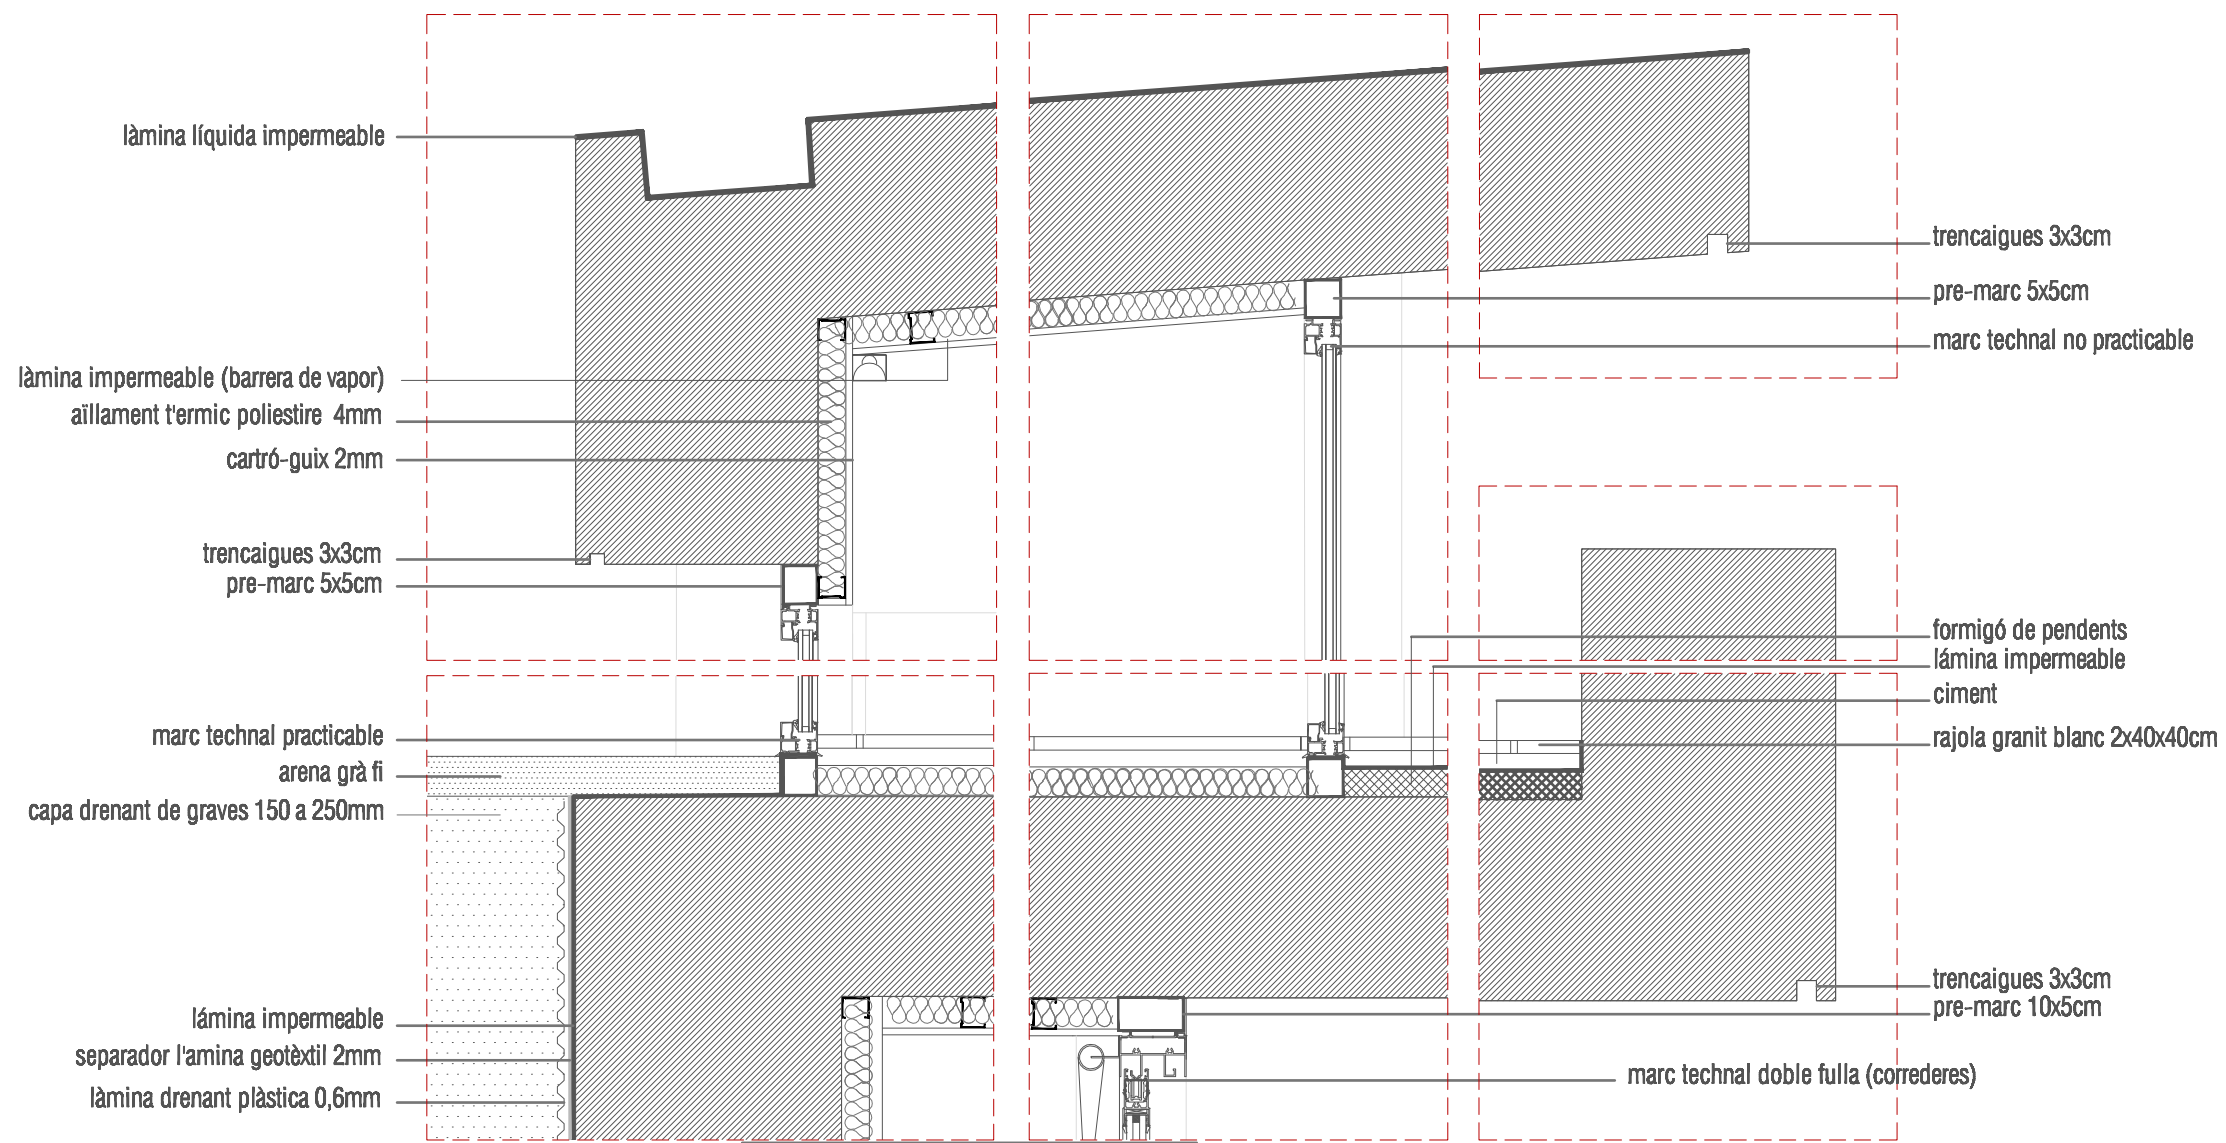 làmina líquida impermeable
làmina impermeable (barrera de vapor)
aïllament t'ermic poliestire 4mm
cartró-guix 2mm
trencaigues 3x3cm
pre-marc 5x5cm
marc technal practicable
arena grà fi
capa drenant de graves 150 a 250mm
lámina impermeable
separador l'amina geotèxtil 2mm
làmina drenant plàstica 0,6mm
trencaigues 3x3cm
pre-marc 5x5cm
marc technal no practicable
formigó de pendents
lámina impermeable
ciment
rajola granit blanc 2x40x40cm
trencaigues 3x3cm
pre-marc 10x5cm
marc technal doble fulla (correderes)